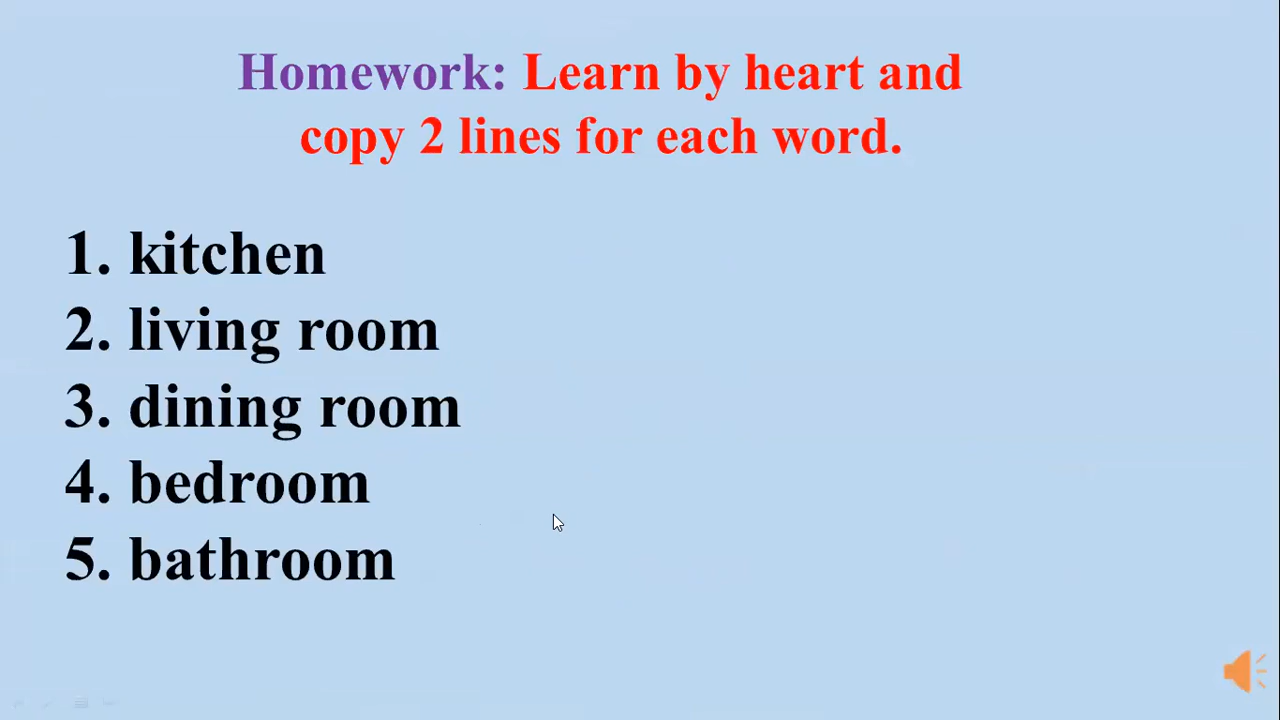 Homework: Learn by heart and
copy 2 lines for each word.
1. kitchen
2. living room
3. dining room
4. bedroom
5. bathroom